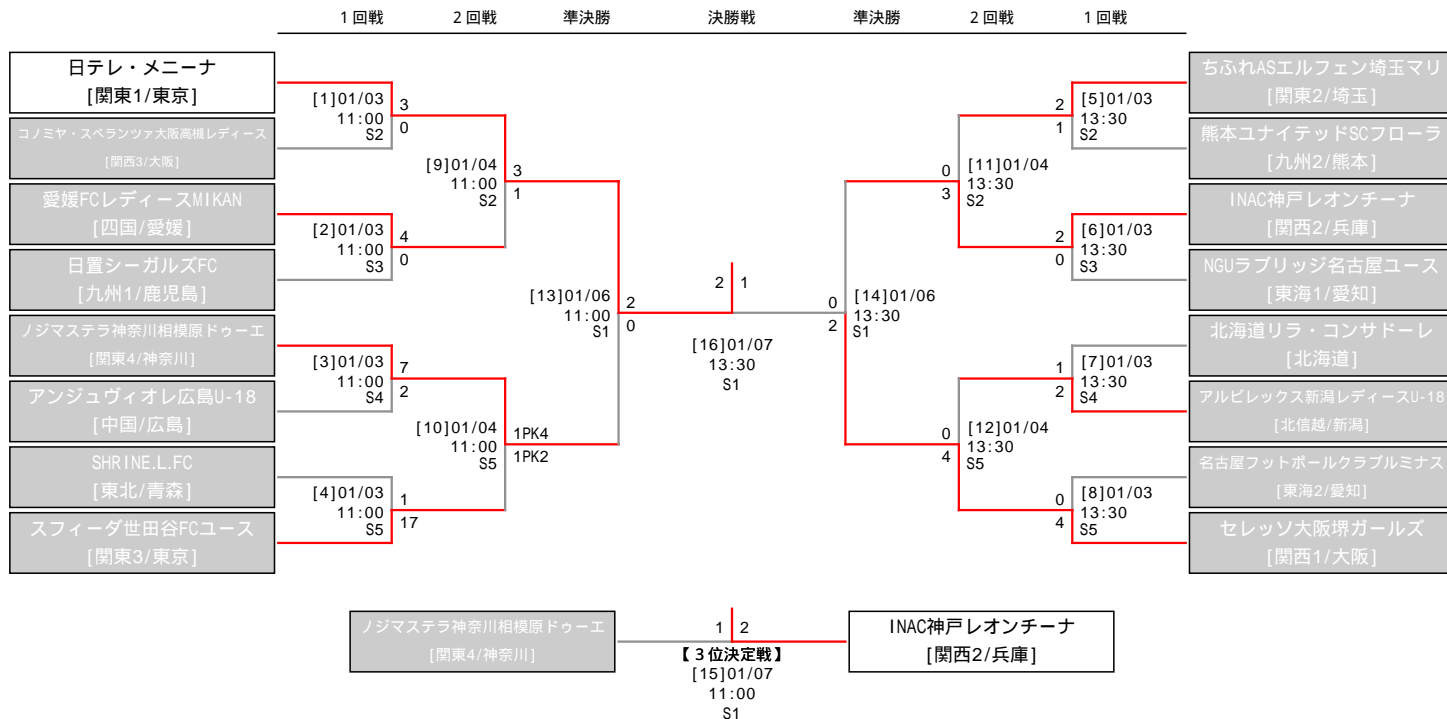 1回戦 2回戦 準決勝 決勝戦 準決勝 2回戦 1回戦
日テレ・メニーナ
[関東1/東京]
コノミヤ・スペランツァ大阪高槻レディース
[関西3/大阪]
愛媛FCレディースMIKAN
[四国/愛媛]
日置シーガルズFC
[九州1/鹿児島]
ノジマステラ神奈川相模原ドゥーエ
[関東4/神奈川]
アンジュヴィオレ広島U-18
[中国/広島]
SHRINE.L.FC
[東北/青森]
スフィーダ世田谷FCユース
[関東3/東京]
[1]01/03 3
11:00 0
S2
[2]01/03 4
11:00 0
S3
[3]01/03 7
11:00 2
S4
[4]01/03 1
11:00 17
S5
[9]01/04 3
11:00 1
S2
[10]01/04 1PK4
11:00 1PK2
S5
[13]01/06 2
11:00 0
S1
2 1
[16]01/07
13:30
S1
0 [14]01/06
2 13:30
S1
0 [11]01/04
3 13:30
S2
0 [12]01/04
4 13:30
S5
2 [5]01/03
1 13:30
S2
2 [6]01/03
0 13:30
S3
1 [7]01/03
2 13:30
S4
0 [8]01/03
4 13:30
S5
ちふれASエルフェン埼玉マリ
[関東2/埼玉]
熊本ユナイテッドSCフローラ
[九州2/熊本]
INAC神戸レオンチーナ
[関西2/兵庫]
NGUラブリッジ名古屋ユース
[東海1/愛知]
北海道リラ・コンサドーレ
[北海道]
アルビレックス新潟レディースU-18
[北信越/新潟]
名古屋フットボールクラブルミナス
[東海2/愛知]
セレッソ大阪堺ガールズ
[関西1/大阪]
ノジマステラ神奈川相模原ドゥーエ
[関東4/神奈川]
1 2
【3位決定戦】
[15]01/07
11:00
S1
INAC神戸レオンチーナ
[関西2/兵庫]